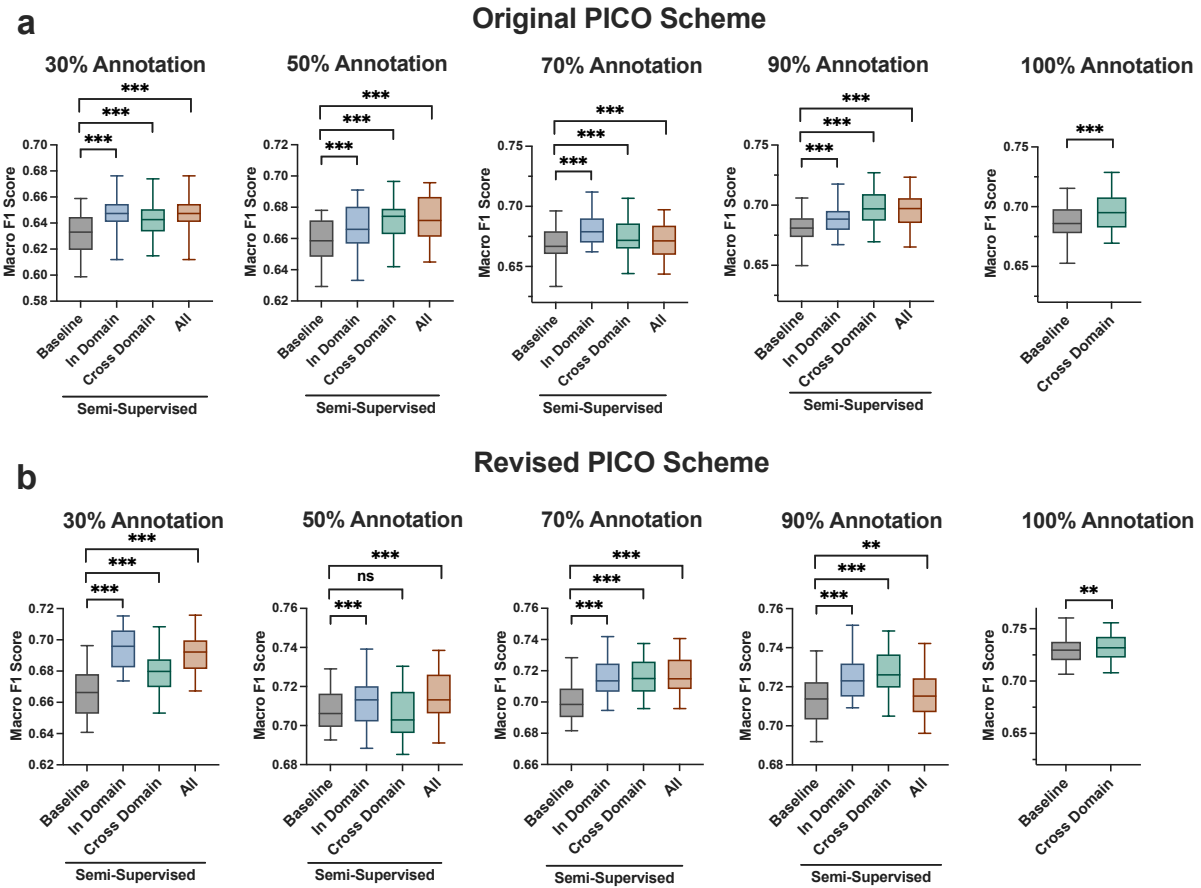 a
Original PICO Scheme
30% Annotation
50% Annotation
70% Annotation
90% Annotation
100% Annotation
***
***
***
Macro F1 Score
0.70
0.68
0.66
0.64
0.62
0.60
0.58
Baseline
In Domain
Cross Domain
All
Semi-Supervised
***
***
***
Macro F1 Score
0.72
0.70
0.68
0.66
0.64
0.62
Baseline
In Domain
Cross Domain
All
Semi-Supervised
***
***
***
Macro F1 Score
0.75
0.70
0.65
Baseline
In Domain
Cross Domain
All
Semi-Supervised
***
***
***
Macro F1 Score
0.75
0.70
0.65
Baseline
In Domain
Cross Domain
All
Semi-Supervised
***
Macro F1 Score
0.75
0.70
0.65
Baseline
Cross Domain
b
Revised PICO Scheme
30% Annotation
50% Annotation
70% Annotation
90% Annotation
100% Annotation
***
***
***
Macro F1 Score
0.72
0.70
0.68
0.66
0.64
0.62
Baseline
In Domain
Cross Domain
All
Semi-Supervised
***
ns
***
Macro F1 Score
0.76
0.74
0.72
0.70
0.68
Baseline
In Domain
Cross Domain
All
Semi-Supervised
***
***
***
Macro F1 Score
0.76
0.74
0.72
0.70
0.68
0.66
Baseline
In Domain
Cross Domain
All
Semi-Supervised
**
***
***
Macro F1 Score
0.76
0.74
0.72
0.70
0.68
Baseline
In Domain
Cross Domain
All
Semi-Supervised
**
Macro F1 Score
0.75
0.70
0.65
Baseline
Cross Domain